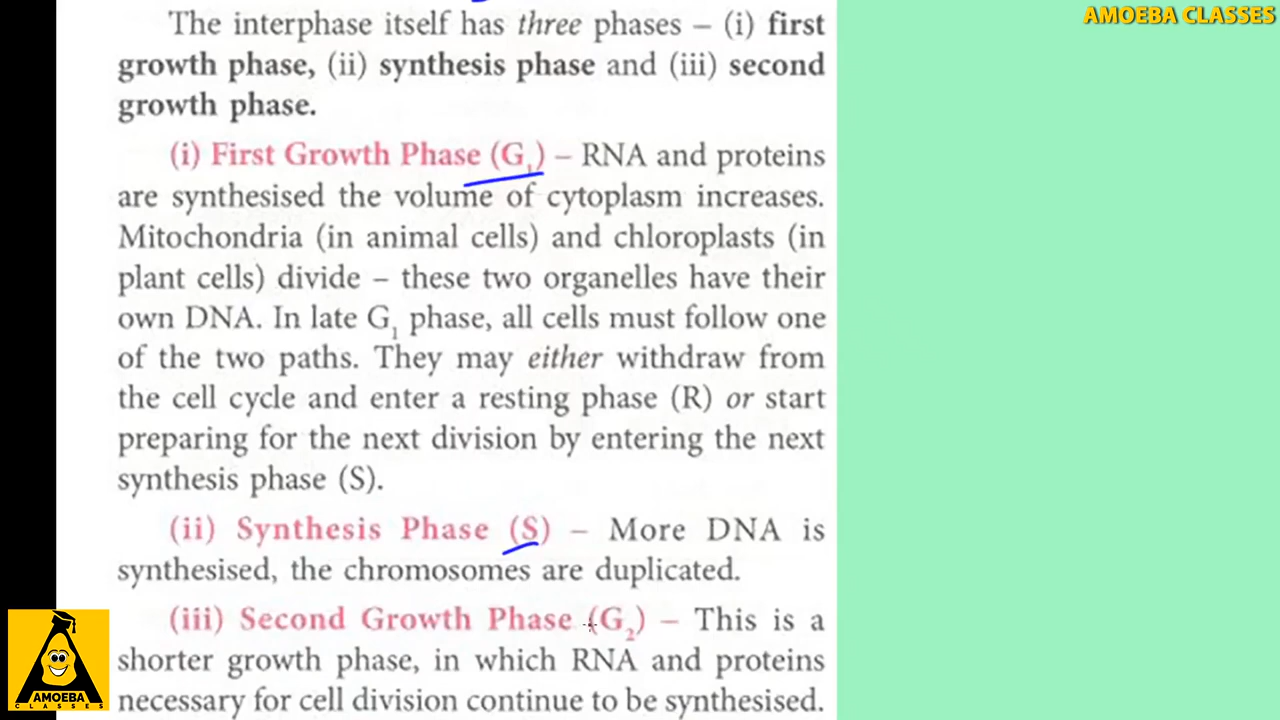 AMOEBA CLASSES
The interphase itself has three phases – (i) first
growth phase, (ii) synthesis phase and (iii) second
growth phase.
(i) First Growth Phase (G₁) – RNA and proteins
are synthesised the volume of cytoplasm increases.
Mitochondria (in animal cells) and chloroplasts (in
plant cells) divide – these two organelles have their
own DNA. In late G₁ phase, all cells must follow one
of the two paths. They may either withdraw from
the cell cycle and enter a resting phase (R) or start
preparing for the next division by entering the next
synthesis phase (S).
(ii) Synthesis Phase (S) – More DNA is
synthesised, the chromosomes are duplicated.
(iii) Second Growth Phase (G₂) – This is a
shorter growth phase, in which RNA and proteins
necessary for cell division continue to be synthesised.
AMOEBA
CLASSES